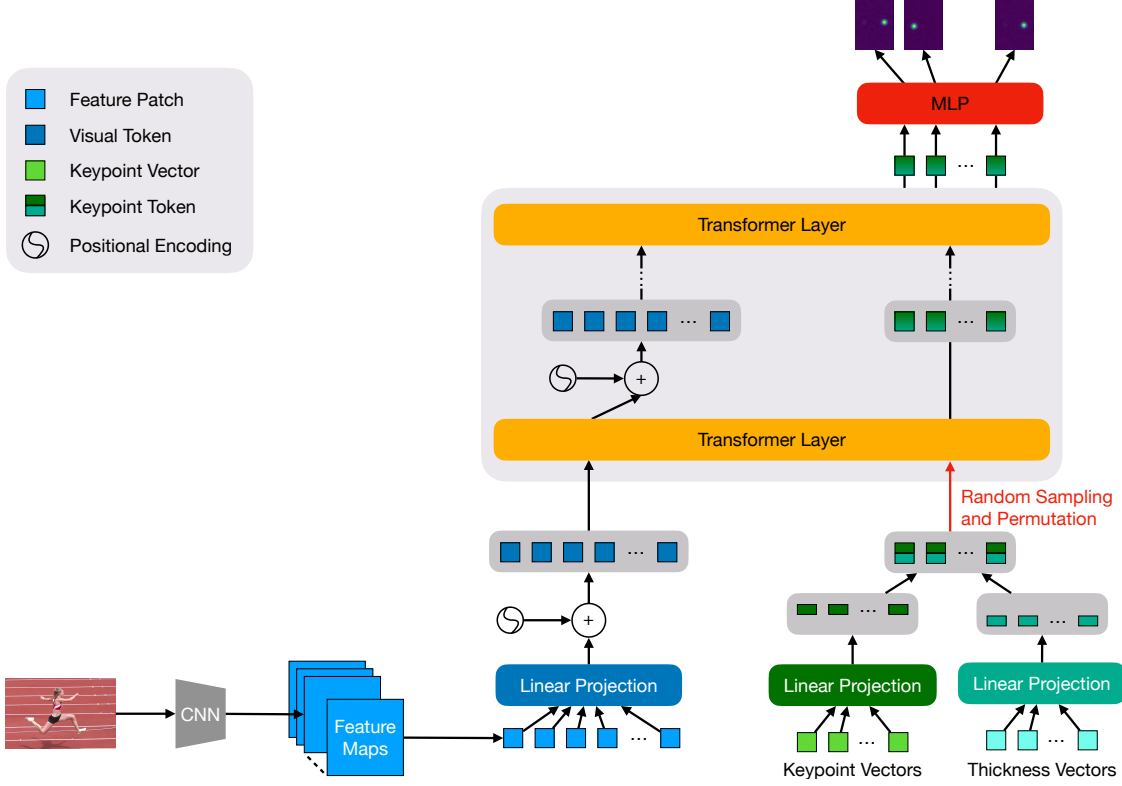 Feature Patch
Visual Token
Keypoint Vector
Keypoint Token
Positional Encoding
MLP
...
Transformer Layer
...
...
+
Transformer Layer
Random Sampling
and Permutation
...
...
+
...
...
Linear Projection
Linear Projection
Linear Projection
CNN
Feature
Maps
...
...
...
Keypoint Vectors
Thickness Vectors